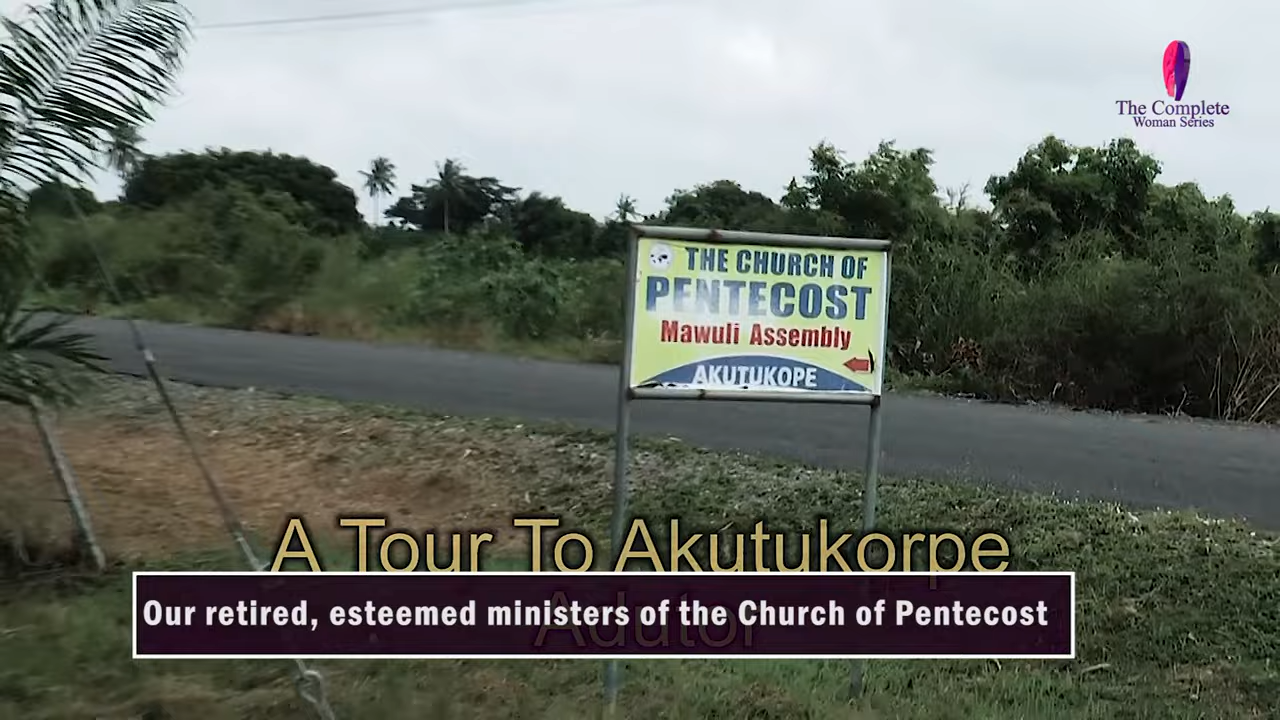 The Complete
Woman Series
THE CHURCH OF
PENTECOST
Mawuli Assembly
AKUTUKOPE
A Tour To Akutukorpe
Adutor
Our retired, esteemed ministers of the Church of Pentecost